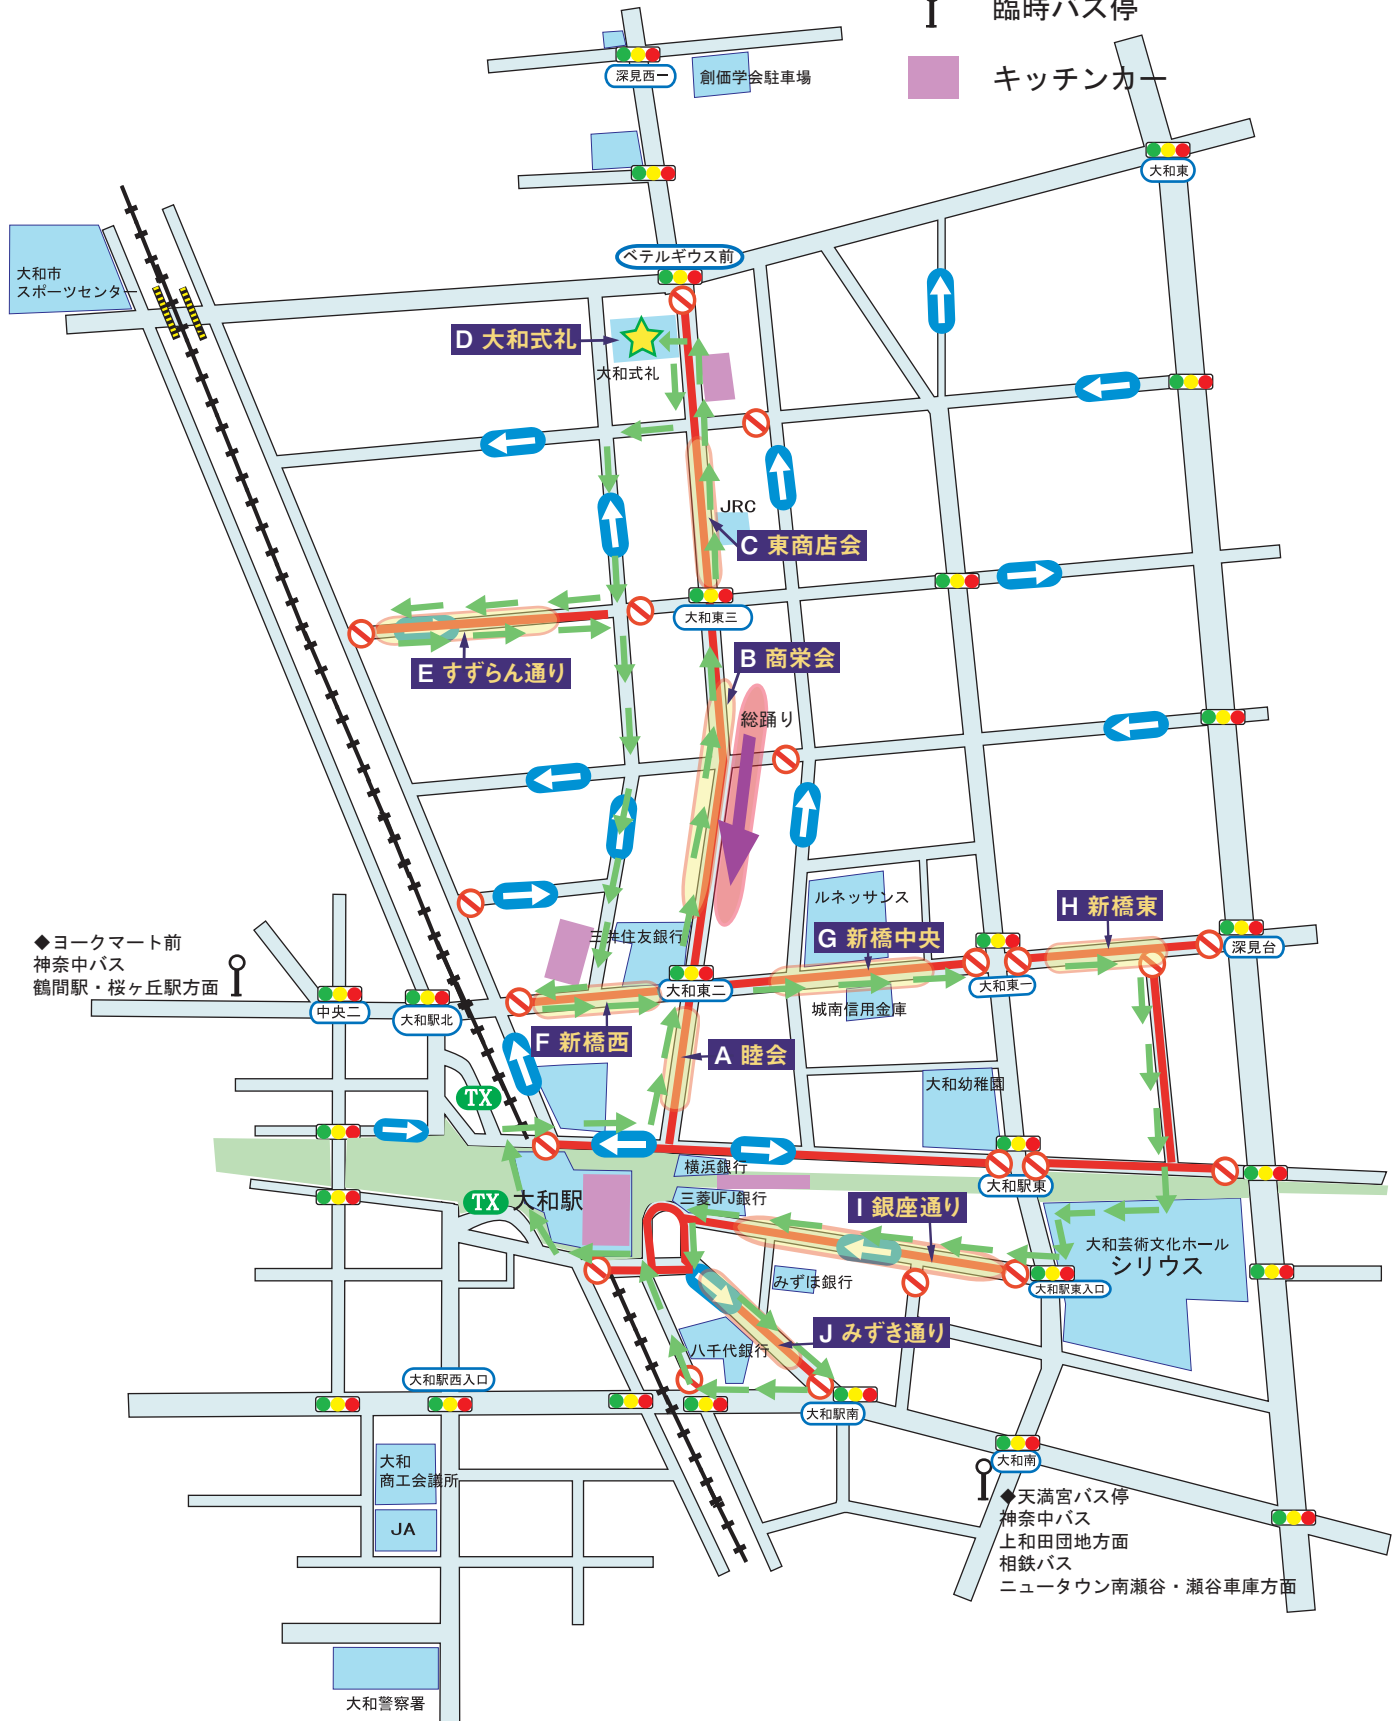 臨時バス停
キッチンカー
深見西一
創価学会駐車場
大和東
ベテルギウス前
大和市
スポーツセンター
D 大和式礼
大和式礼
JRC
C 東商店会
大和東三
B 商栄会
E すずらん通り
総踊り
ルネッサンス
H 新橋東
G 新橋中央
三井住友銀行
深見台
◆ヨークマート前
神奈中バス
鶴間駅・桜ヶ丘駅方面
大和東二
大和東一
城南信用金庫
中央二
大和駅北
F 新橋西
A 睦会
大和幼稚園
TX
横浜銀行
大和駅東
TX
大和駅
三菱UFJ銀行
I 銀座通り
大和芸術文化ホール
シリウス
みずほ銀行
大和駅東入口
J みずき通り
八千代銀行
大和駅西入口
大和駅南
大和
商工会議所
大和南
JA
◆天満宮バス停
神奈中バス
上和田団地方面
相鉄バス
ニュータウン南瀬谷・瀬谷車庫方面
大和警察署